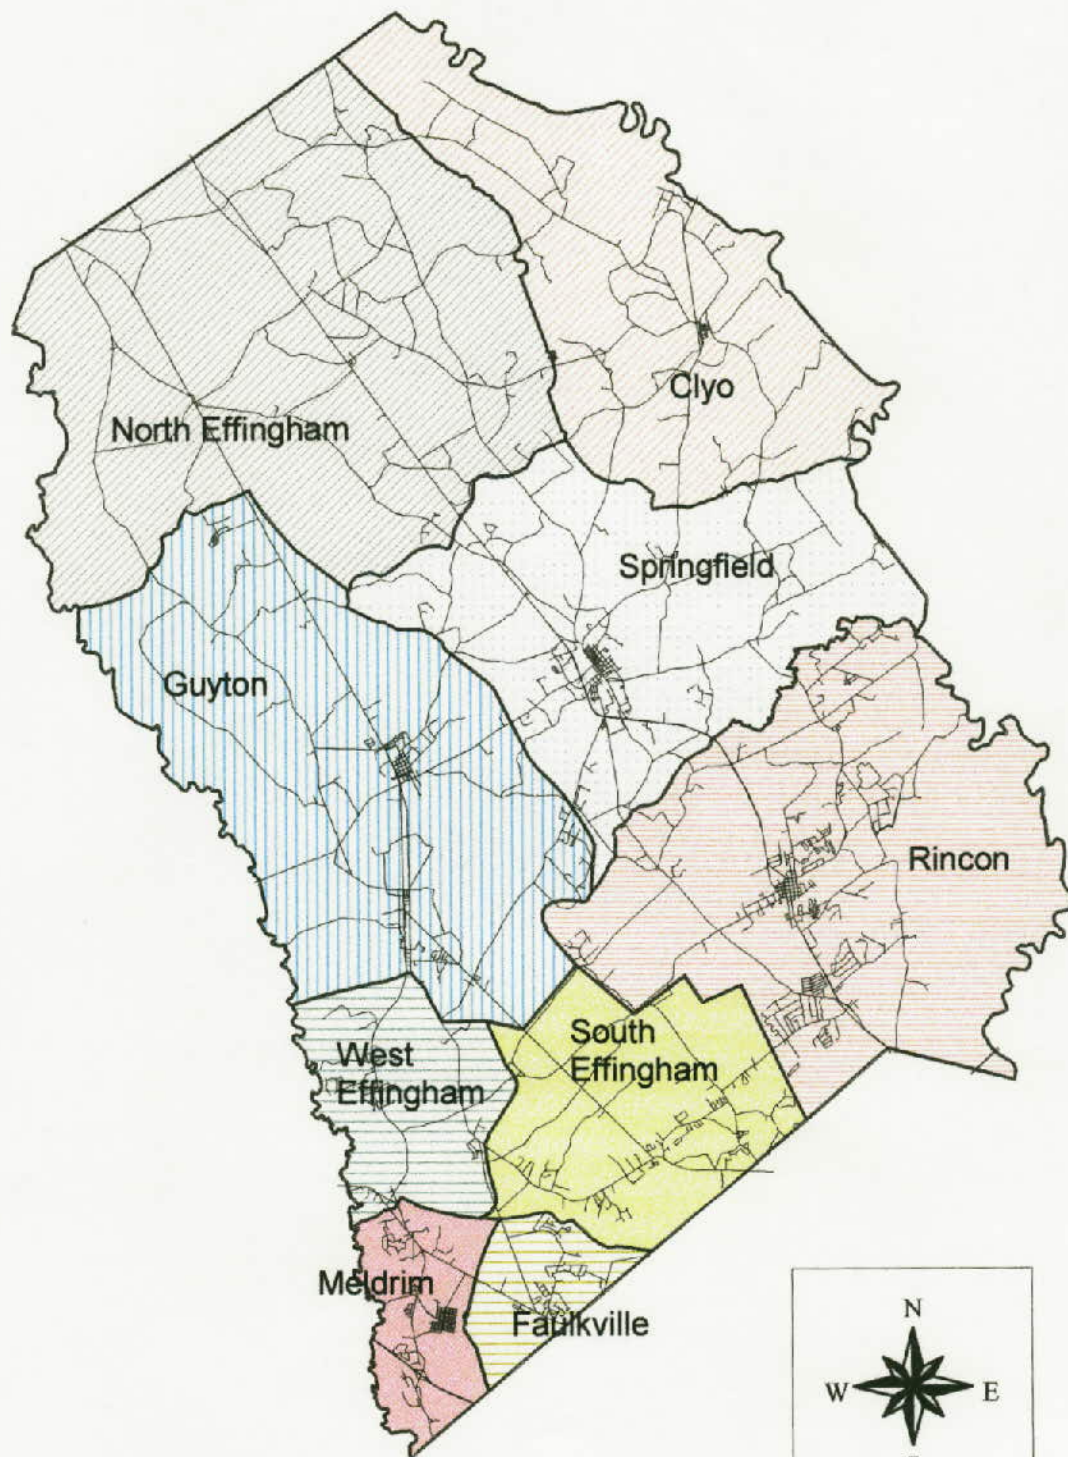 Clyo
North Effingham
Springfield
Guyton
Rincon
South
Effingham
West
Effingham
Meldrim
Faulkville
N
W
E